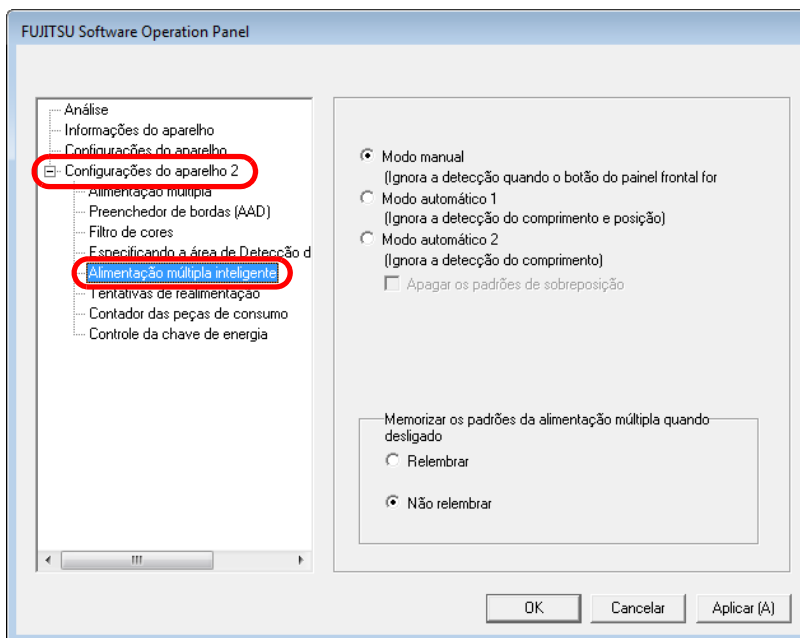 FUJITSU Software Operation Panel
Análise
Informações do aparelho
Configurações do aparelho
Configurações do aparelho 2
Alimentação múltipla
Preenchedor de bordas (AAD)
Filtro de cores
Especificando a área de Detecção d
Alimentação múltipla inteligente
Tentativas de realimentação
Contador das peças de consumo
Controle da chave de energia
Modo manual
(Ignora a detecção quando o botão do painel frontal for
Modo automático 1
(Ignora a detecção do comprimento e posição)
Modo automático 2
(Ignora a detecção do comprimento)
Apagar os padrões de sobreposição
Memorizar os padrões da alimentação múltipla quando
desligado
Relembrar
Não relembrar
OK
Cancelar
Aplicar (A)